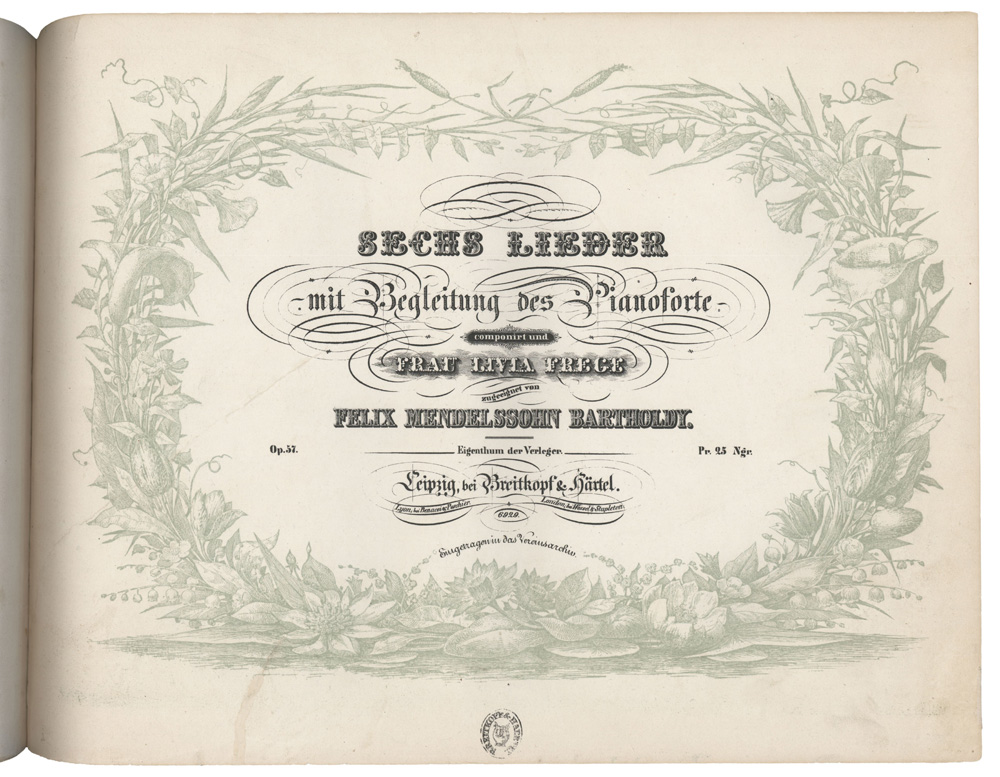 SECHS LIEDER
mit Begleitung des Pianoforte
componirt und
FRAU LIVIA FREGE
zugeeignet von
FELIX MENDELSSOHN BARTHOLDY.
Op. 57.
Eigenthum der Verleger.
Pr. 25 Ngr.
Leipzig, bei Breitkopf & Härtel.
Lyon, bei Benacci & Peschier.
London, bei Wessel & Stapleton.
6929.
Eingetragen in das Vereinsarchiv.
BREITKOPF & HAERTEL